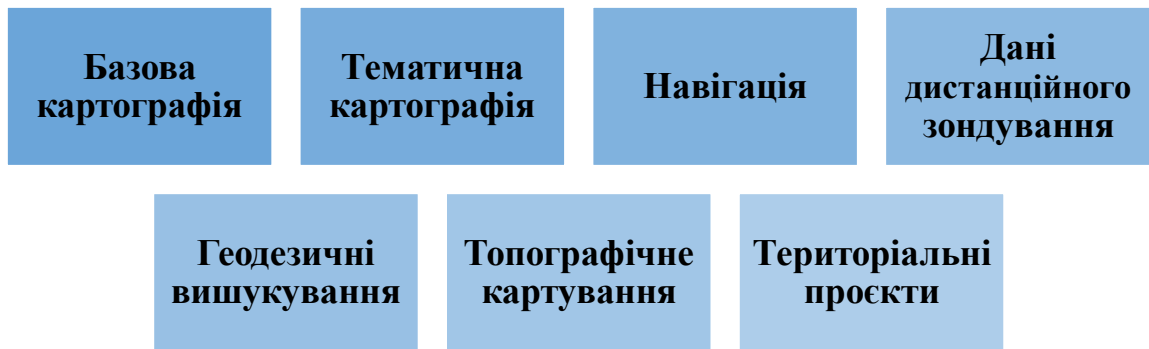 Базова
картографія
Тематична
картографія
Навігація
Дані
дистанційного
зондування
Геодезичні
вишукування
Топографічне
картування
Територіальні
проєкти